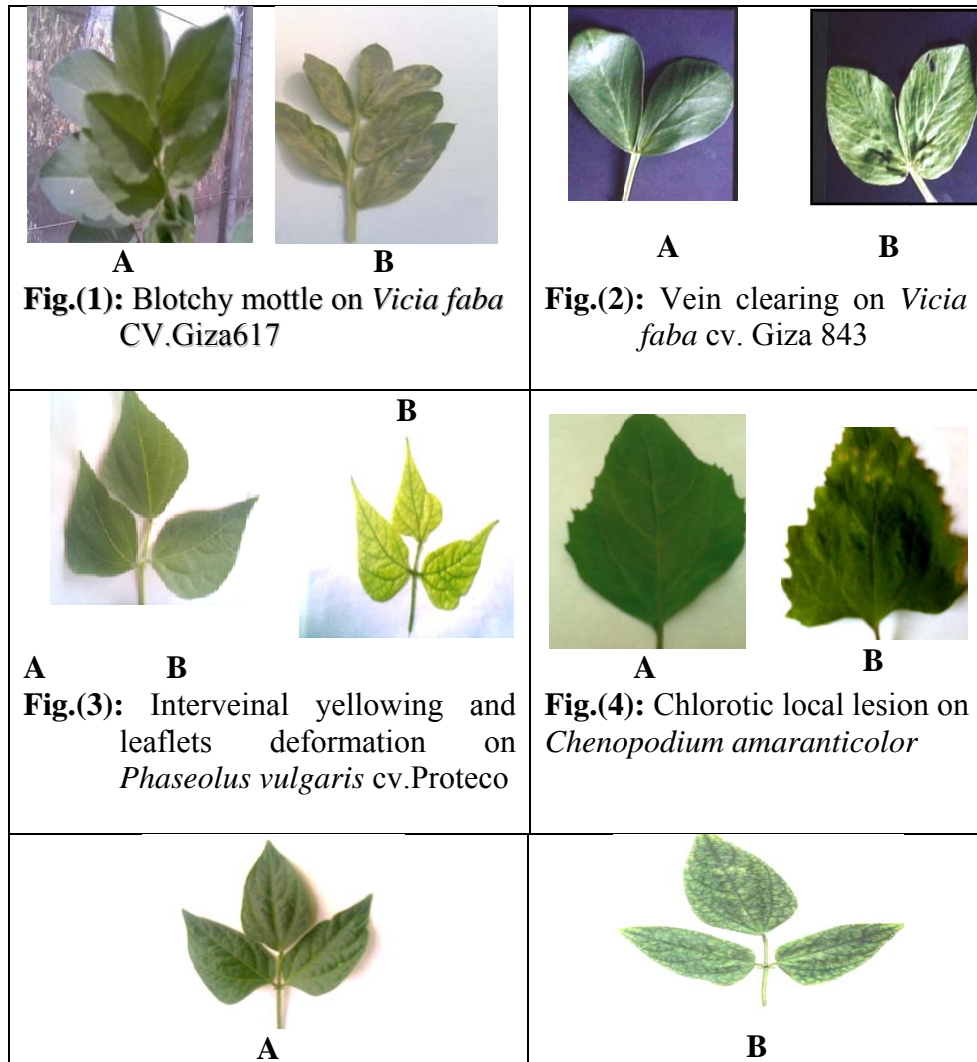 A
B
Fig.(1): Blotchy mottle on Vicia faba
CV.Giza617
A
B
Fig.(2): Vein clearing on Vicia
faba cv. Giza 843
B
A B
Fig.(3): Interveinal yellowing and
leaflets deformation on
Phaseolus vulgaris cv.Proteco
A
B
Fig.(4): Chlorotic local lesion on
Chenopodium amaranticolor
A
B